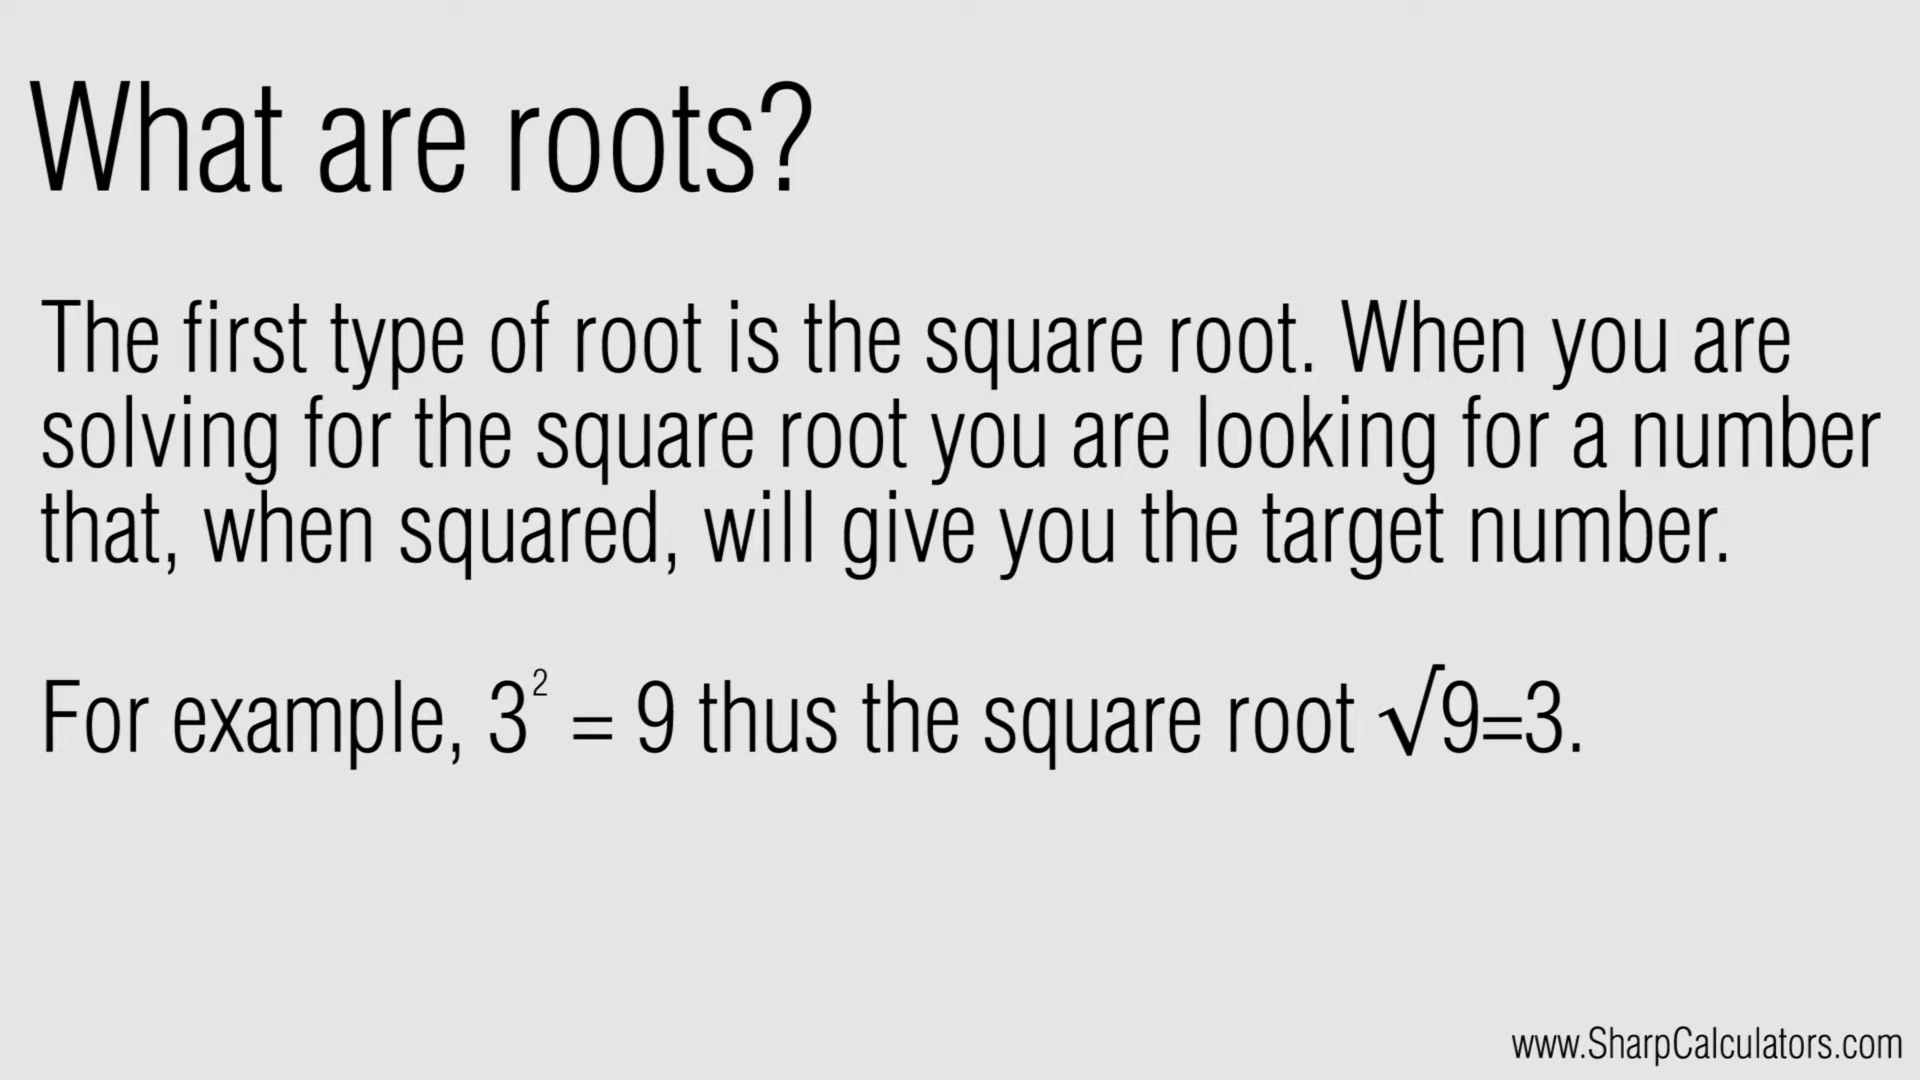 What are roots?
The first type of root is the square root. When you are
solving for the square root you are looking for a number
that, when squared, will give you the target number.
For example, 3² = 9 thus the square root √9=3.
www.SharpCalculators.com